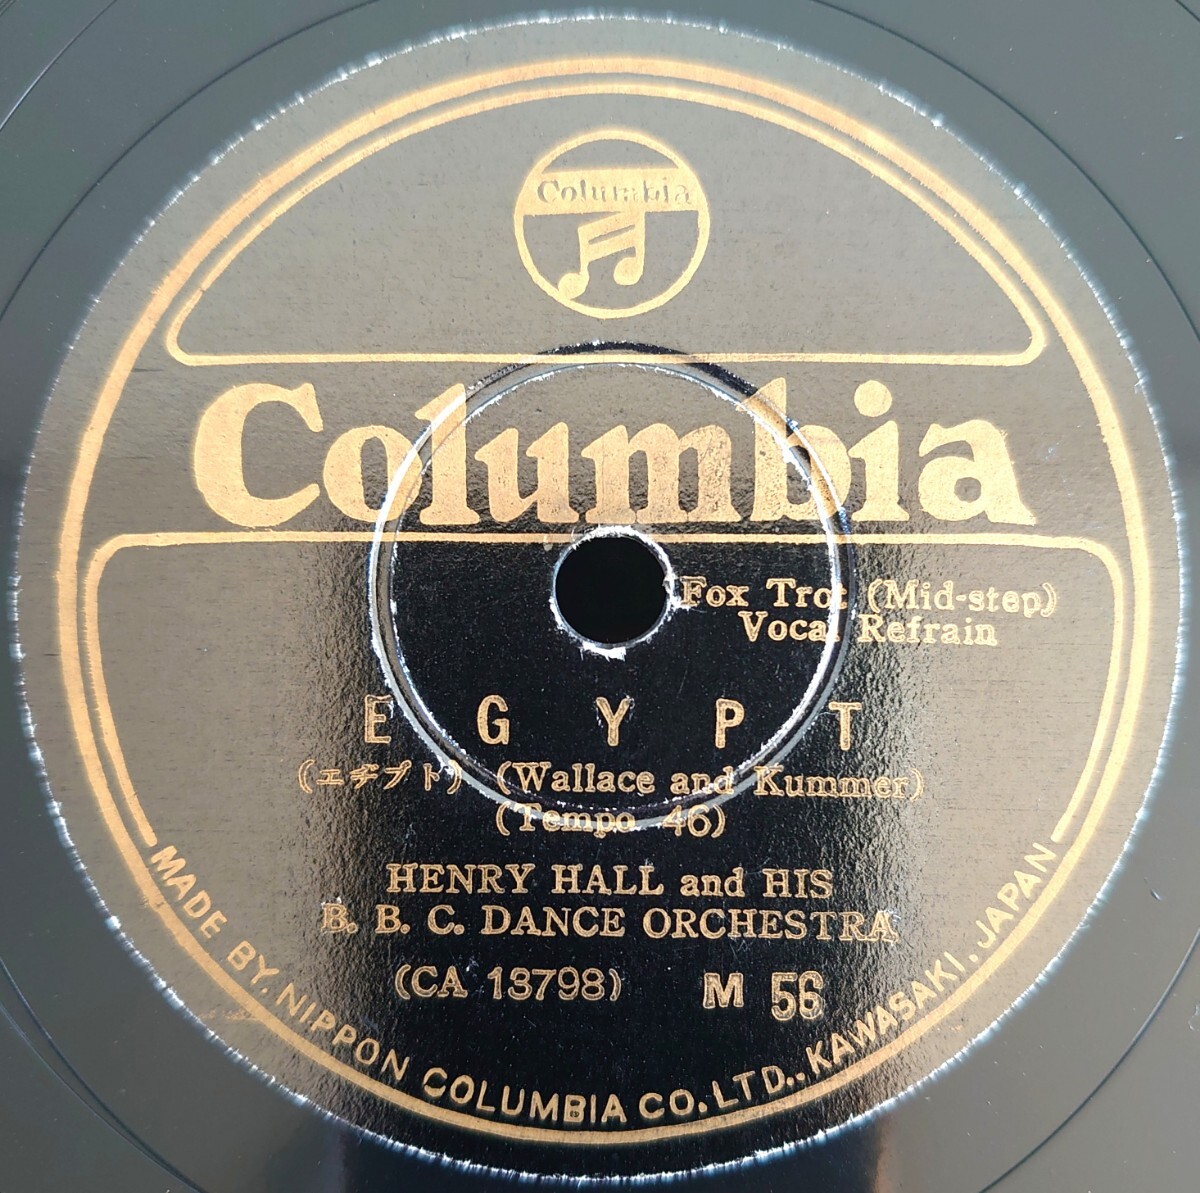 Columbia
Columbia
Fox Trot (Mid-step)
Vocal Refrain
E G Y P T
(エヂプト) (Wallace and Kummer)
(Tempo 46)
HENRY HALL and HIS
B. B. C. DANCE ORCHESTRA
(CA 13798) M 56
MADE BY. NIPPON COLUMBIA CO. LTD., KAWASAKI. JAPAN